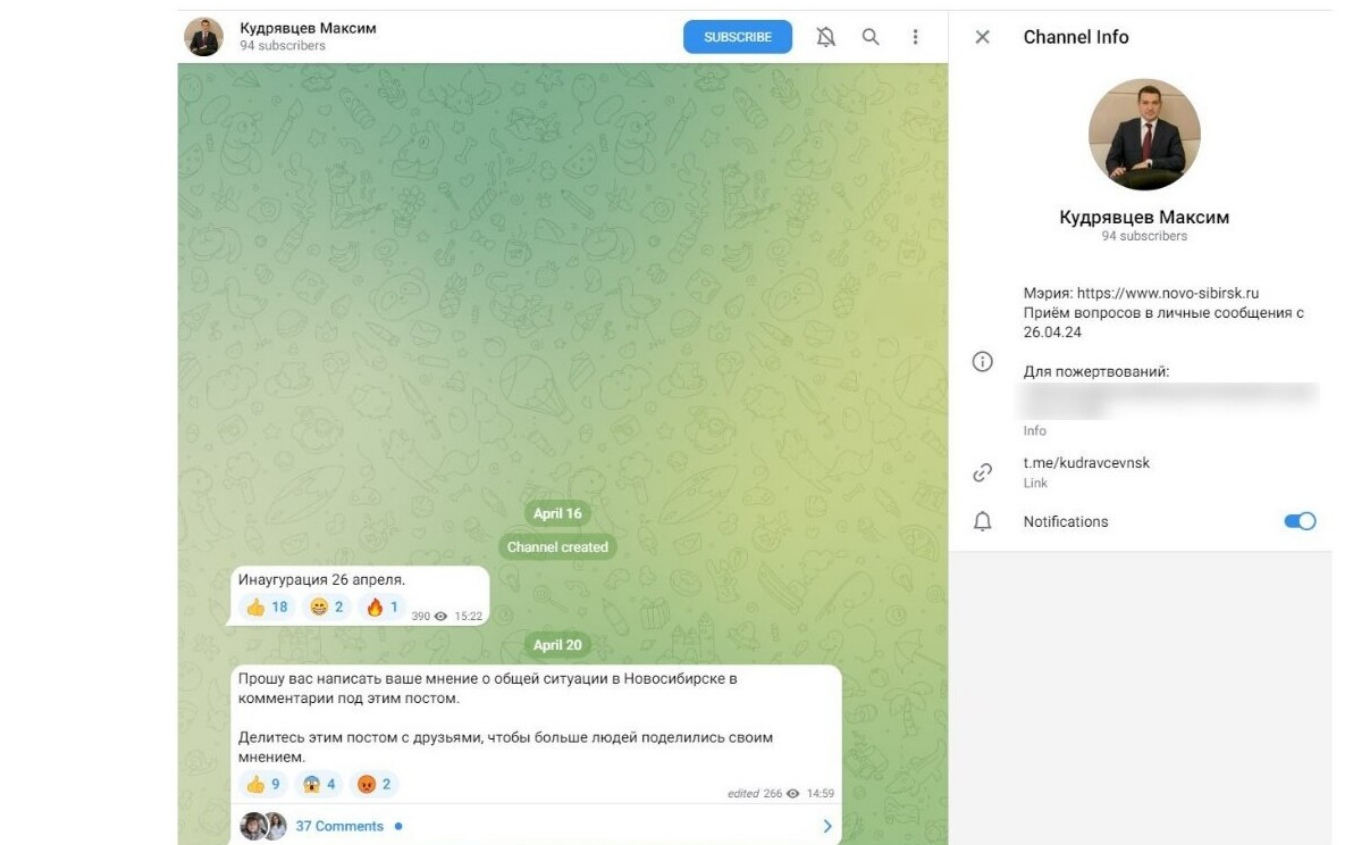 Кудрявцев Максим
94 subscribers
SUBSCRIBE
April 16
Channel created
Инаугурация 26 апреля.
18 2 1 390 15:22
April 20
Прошу вас написать ваше мнение о общей ситуации в Новосибирске в
комментарии под этим постом.
Делитесь этим постом с друзьями, чтобы больше людей поделились своим
мнением.
9 4 2 edited 266 14:59
37 Comments
Channel Info
Кудрявцев Максим
94 subscribers
Мэрия: https://www.novo-sibirsk.ru
Приём вопросов в личные сообщения с
26.04.24
Для пожертвований:
Info
t.me/kudravcevnsk
Link
Notifications